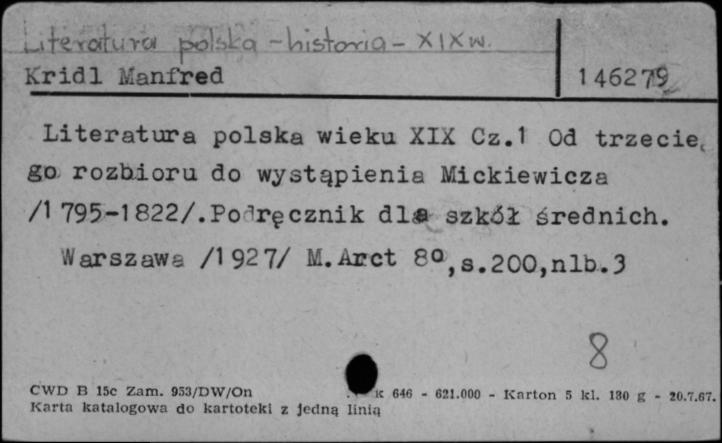 Literatura polska - historia - XIX w.
Kridl Manfred 146279
Literatura polska wieku XIX Cz.1 Od trzecie
go rozbioru do wystąpienia Mickiewicza
/1795-1822/.Podręcznik dla szkół średnich.
Warszawa /1927/ M.Arct 8º,s.200,nlb.3
8
CWD B 15c Zam. 953/DW/On k 646 - 621.000 - Karton 5 kl. 130 g - 20.7.67.
Karta katalogowa do kartoteki z jedną linią